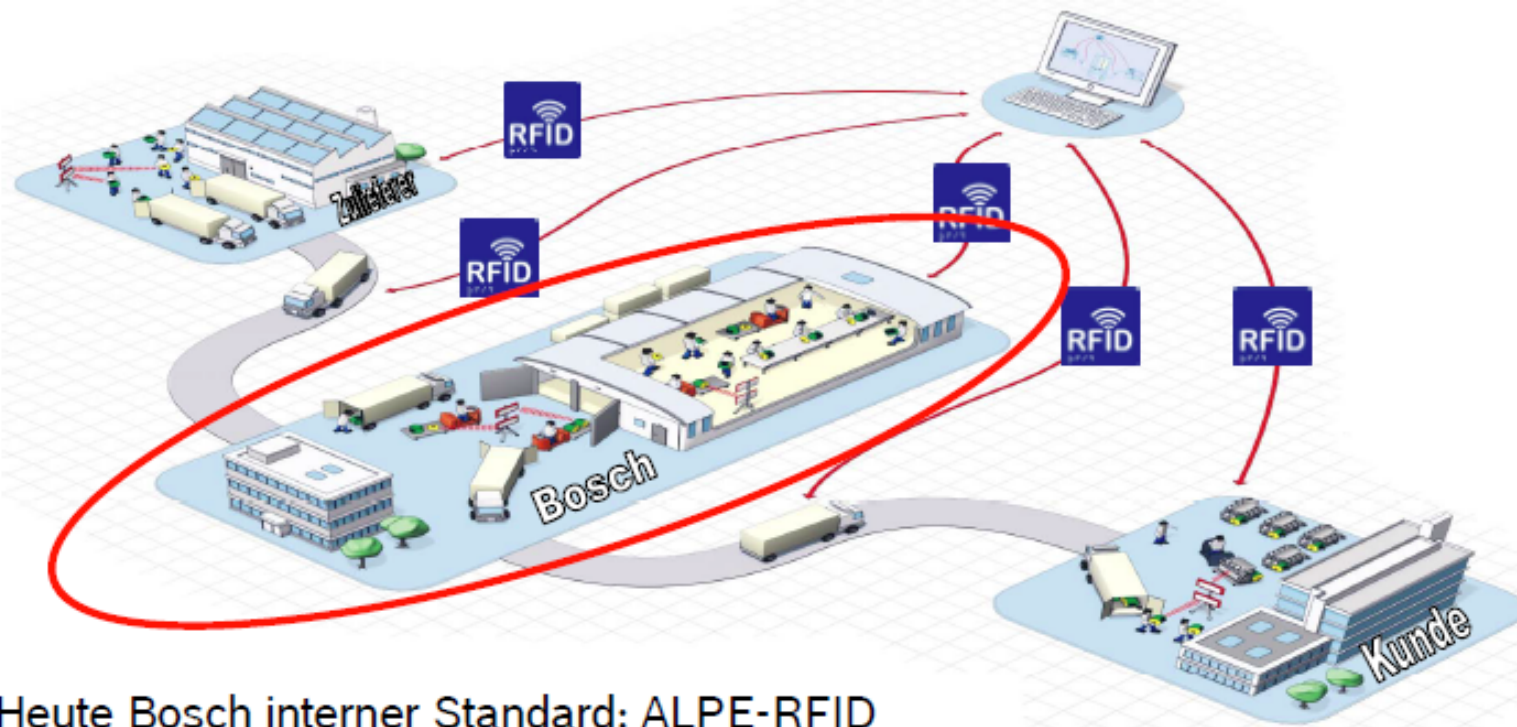 RFID
Zulieferer
RFID
RFID
RFID
RFID
Bosch
Kunde
Heute Bosch interner Standard: ALPE-RFID